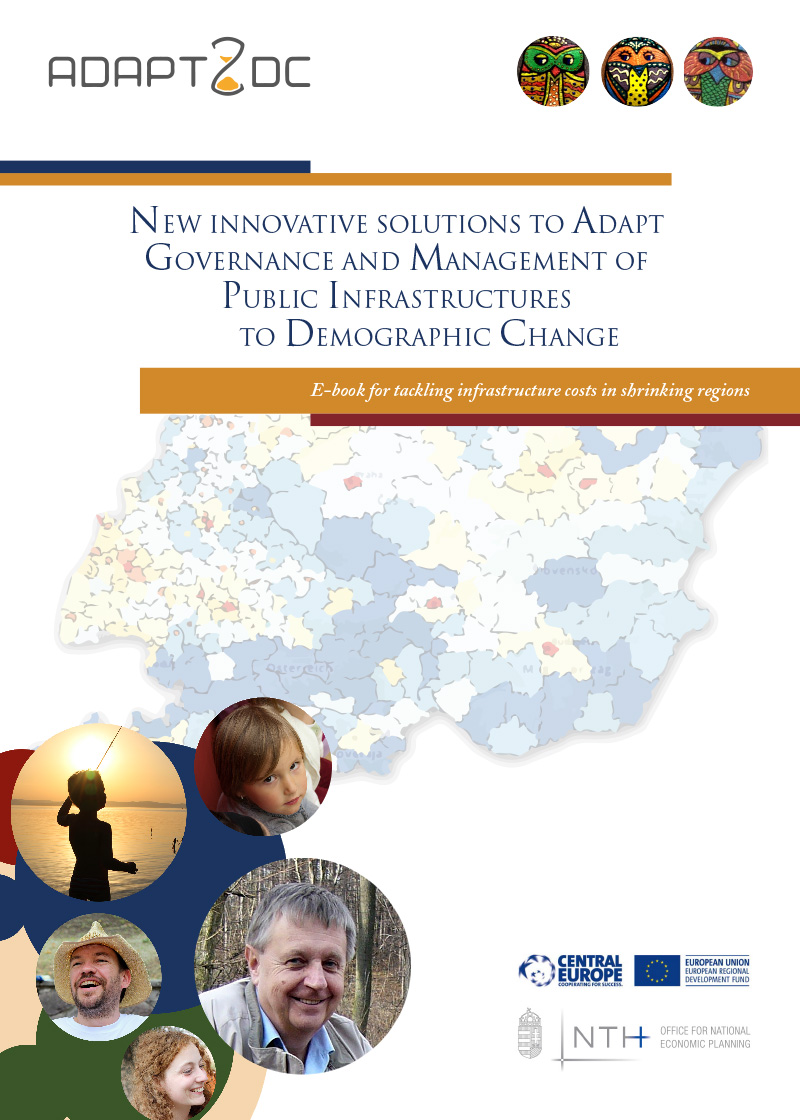 ADAPT2DC
NEW INNOVATIVE SOLUTIONS TO ADAPT
GOVERNANCE AND MANAGEMENT OF
PUBLIC INFRASTRUCTURES
TO DEMOGRAPHIC CHANGE
E-book for tackling infrastructure costs in shrinking regions
Praha
Österreich
CENTRAL
EUROPE
COOPERATING FOR SUCCESS.
EUROPEAN UNION
EUROPEAN REGIONAL
DEVELOPMENT FUND
NTH
OFFICE FOR NATIONAL
ECONOMIC PLANNING